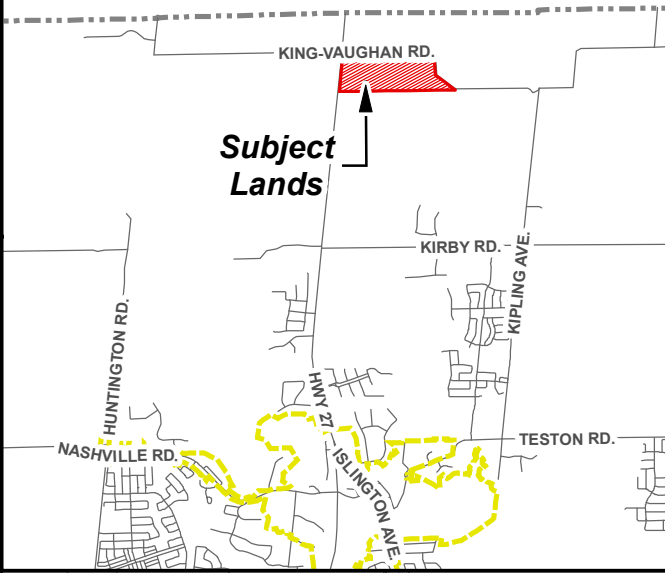 KING-VAUGHAN RD.
Subject
Lands
KIRBY RD.
KIPLING AVE.
HUNTINGTON RD.
HWY 27
TESTON RD.
NASHVILLE RD.
ISLINGTON AVE.